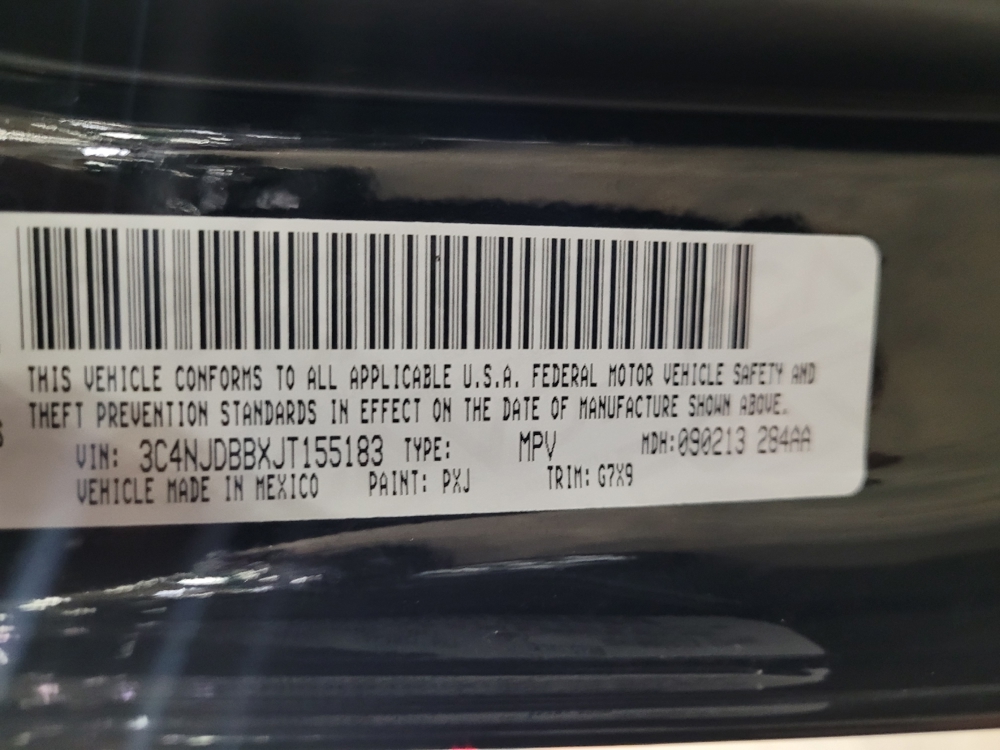 THIS VEHICLE CONFORMS TO ALL APPLICABLE U.S.A. FEDERAL MOTOR VEHICLE SAFETY AND
THEFT PREVENTION STANDARDS IN EFFECT ON THE DATE OF MANUFACTURE SHOWN ABOVE.
VIN: 3C4NJDBBXJT155183 TYPE: MPV MDH:090213 284AA
VEHICLE MADE IN MEXICO PAINT: PXJ TRIM: G7X9